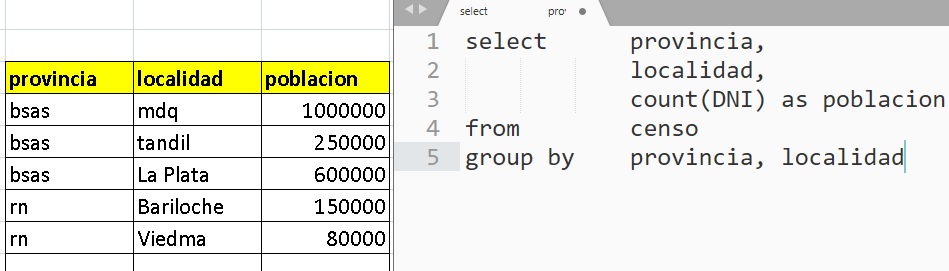 provincia localidad poblacion
bsas mdq 1000000
bsas tandil 250000
bsas La Plata 600000
rn Bariloche 150000
rn Viedma 80000
select prov
1 select provincia,
2 localidad,
3 count(DNI) as poblacion
4 from censo
5 group by provincia, localidad